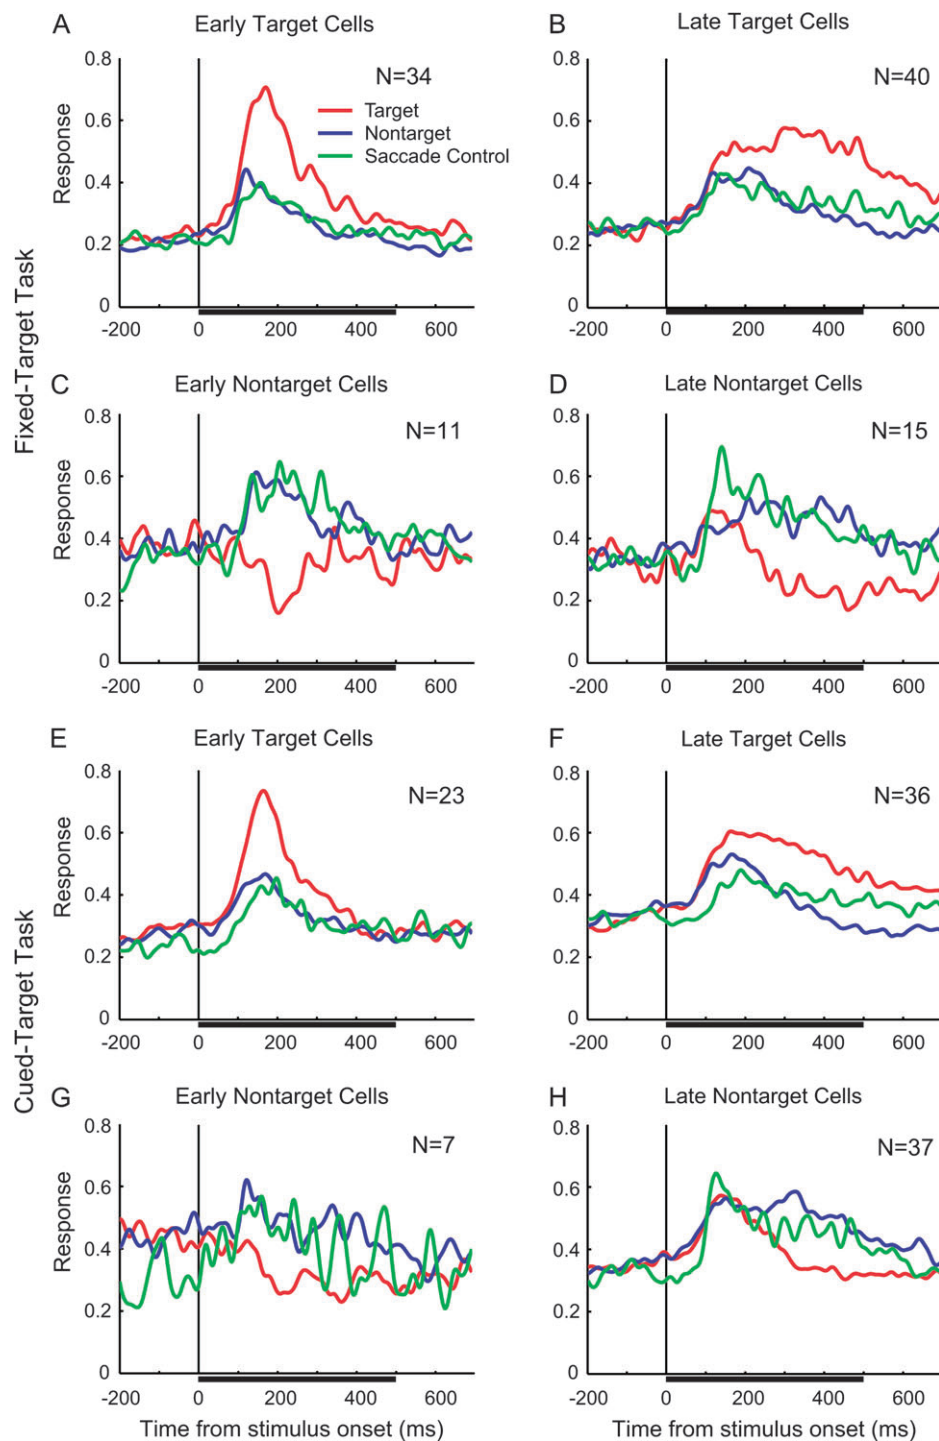 A Early Target Cells
B Late Target Cells
0.8
0.6
0.4
0.2
0
Response
N=34
Target
Nontarget
Saccade Control
-200 0 200 400 600
0.8
0.6
0.4
0.2
0
N=40
-200 0 200 400 600
Fixed-Target Task
C Early Nontarget Cells
D Late Nontarget Cells
0.8
0.6
0.4
0.2
0
Response
N=11
-200 0 200 400 600
0.8
0.6
0.4
0.2
0
N=15
-200 0 200 400 600
E Early Target Cells
F Late Target Cells
0.8
0.6
0.4
0.2
0
Response
N=23
-200 0 200 400 600
0.8
0.6
0.4
0.2
0
N=36
-200 0 200 400 600
Cued-Target Task
G Early Nontarget Cells
H Late Nontarget Cells
0.8
0.6
0.4
0.2
0
Response
N=7
-200 0 200 400 600
Time from stimulus onset (ms)
0.8
0.6
0.4
0.2
0
N=37
-200 0 200 400 600
Time from stimulus onset (ms)